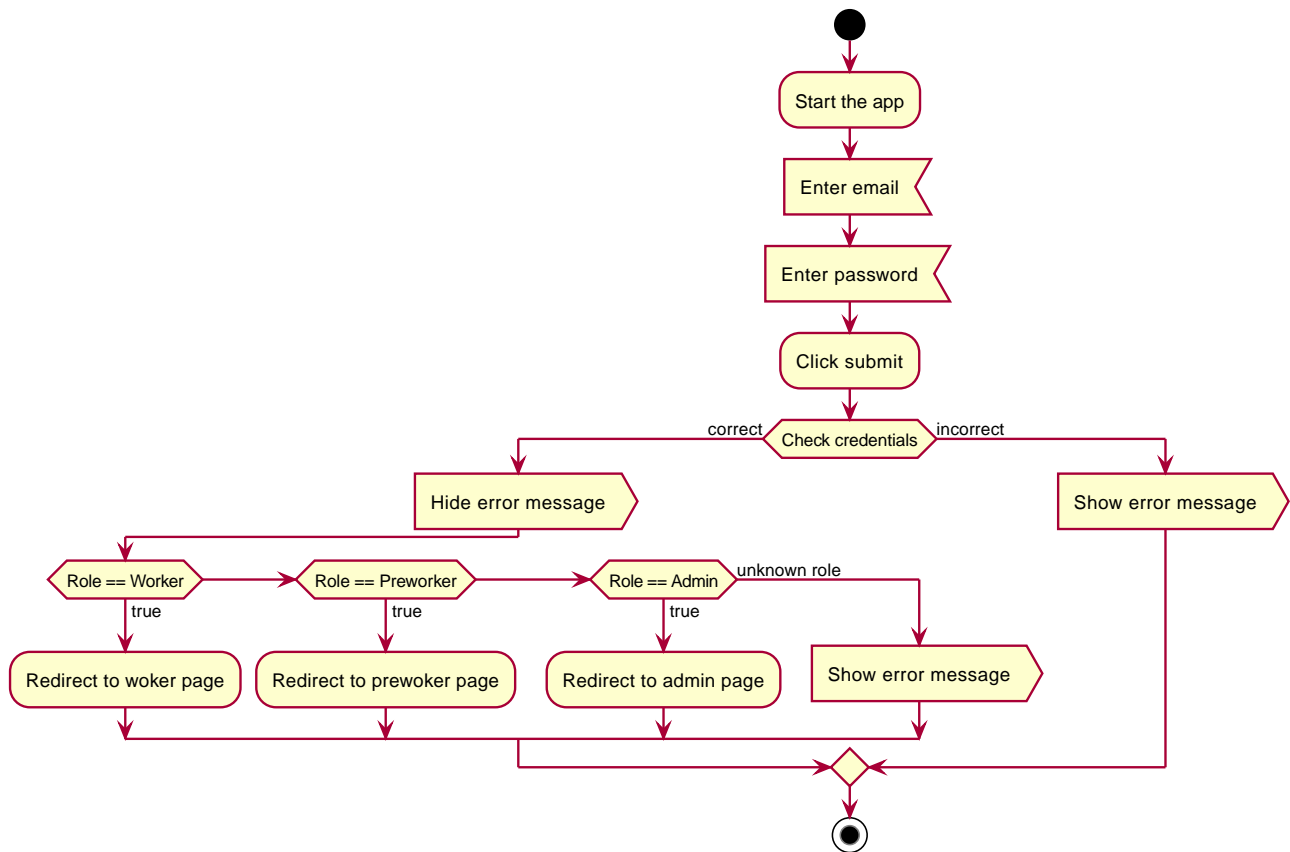 Start the app
Enter email
Enter password
Click submit
correct
Check credentials
incorrect
Hide error message
Show error message
Role == Worker
Role == Preworker
Role == Admin
unknown role
true
true
true
Redirect to woker page
Redirect to prewoker page
Redirect to admin page
Show error message